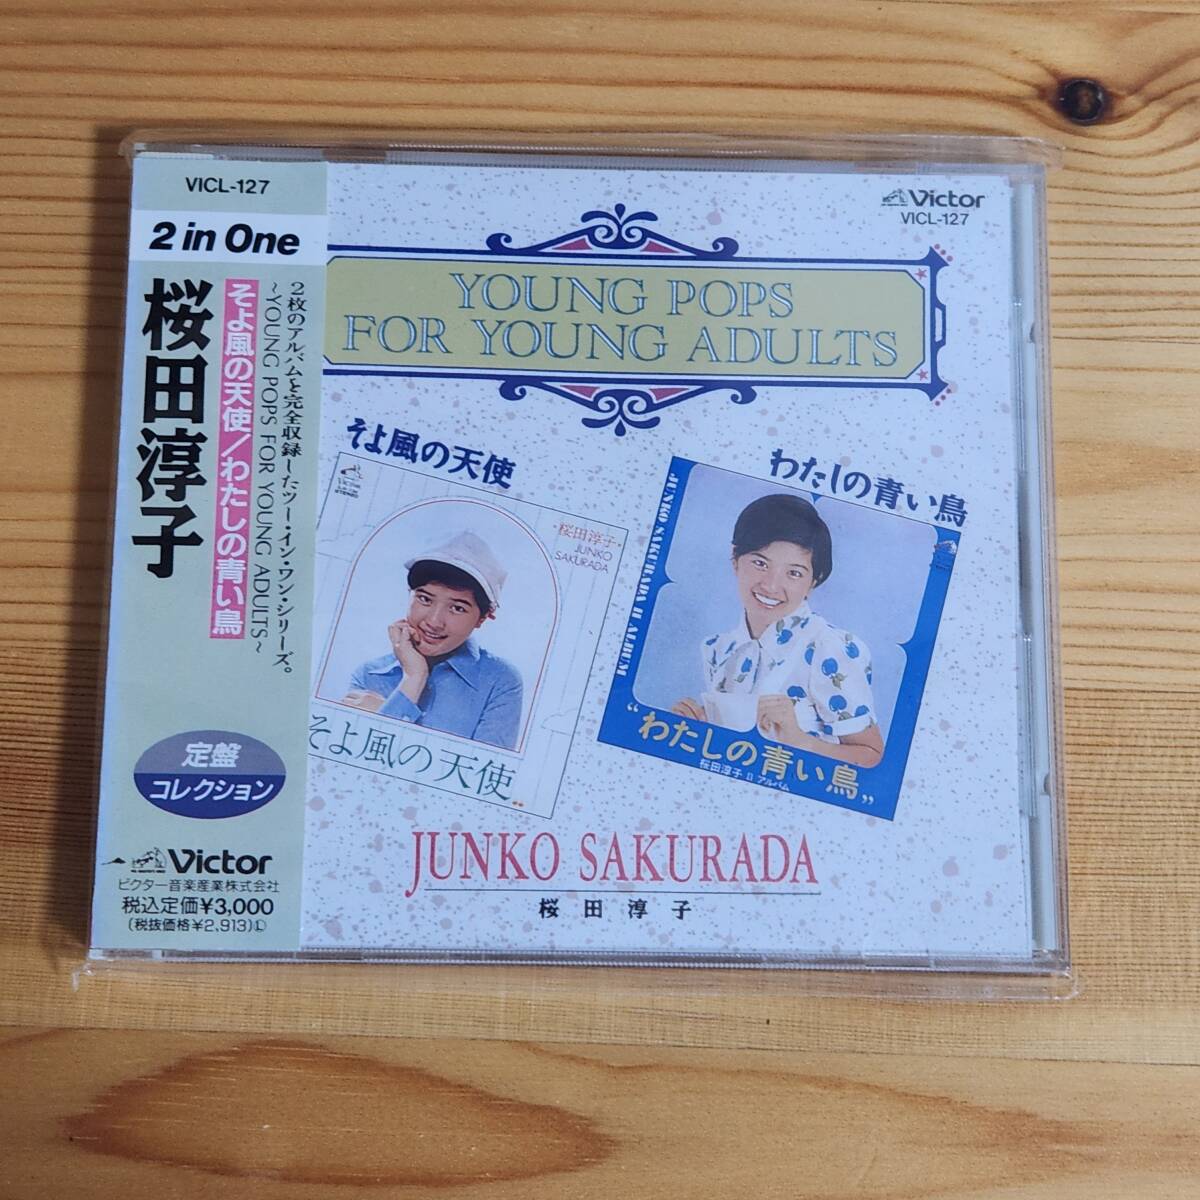 VICL-127
2 in One
桜田淳子
そよ風の天使/わたしの青い鳥
2枚のアルバムを完全収録したツー・イン・ワン・シリーズ。
~YOUNG POPS FOR YOUNG ADULTS~
定盤
コレクション
Victor
ビクター音楽産業株式会社
税込定価¥3,000
(税抜価格¥2,913)Ⓛ
Victor
VICL-127
YOUNG POPS
FOR YOUNG ADULTS
そよ風の天使
VICTOR
STEREO
・桜田淳子・
JUNKO
SAKURADA
そよ風の天使
わたしの青い鳥
JUNKO SAKURADA II ALBUM
“わたしの青い鳥„
桜田淳子 II アルバム
JUNKO SAKURADA
桜田淳子